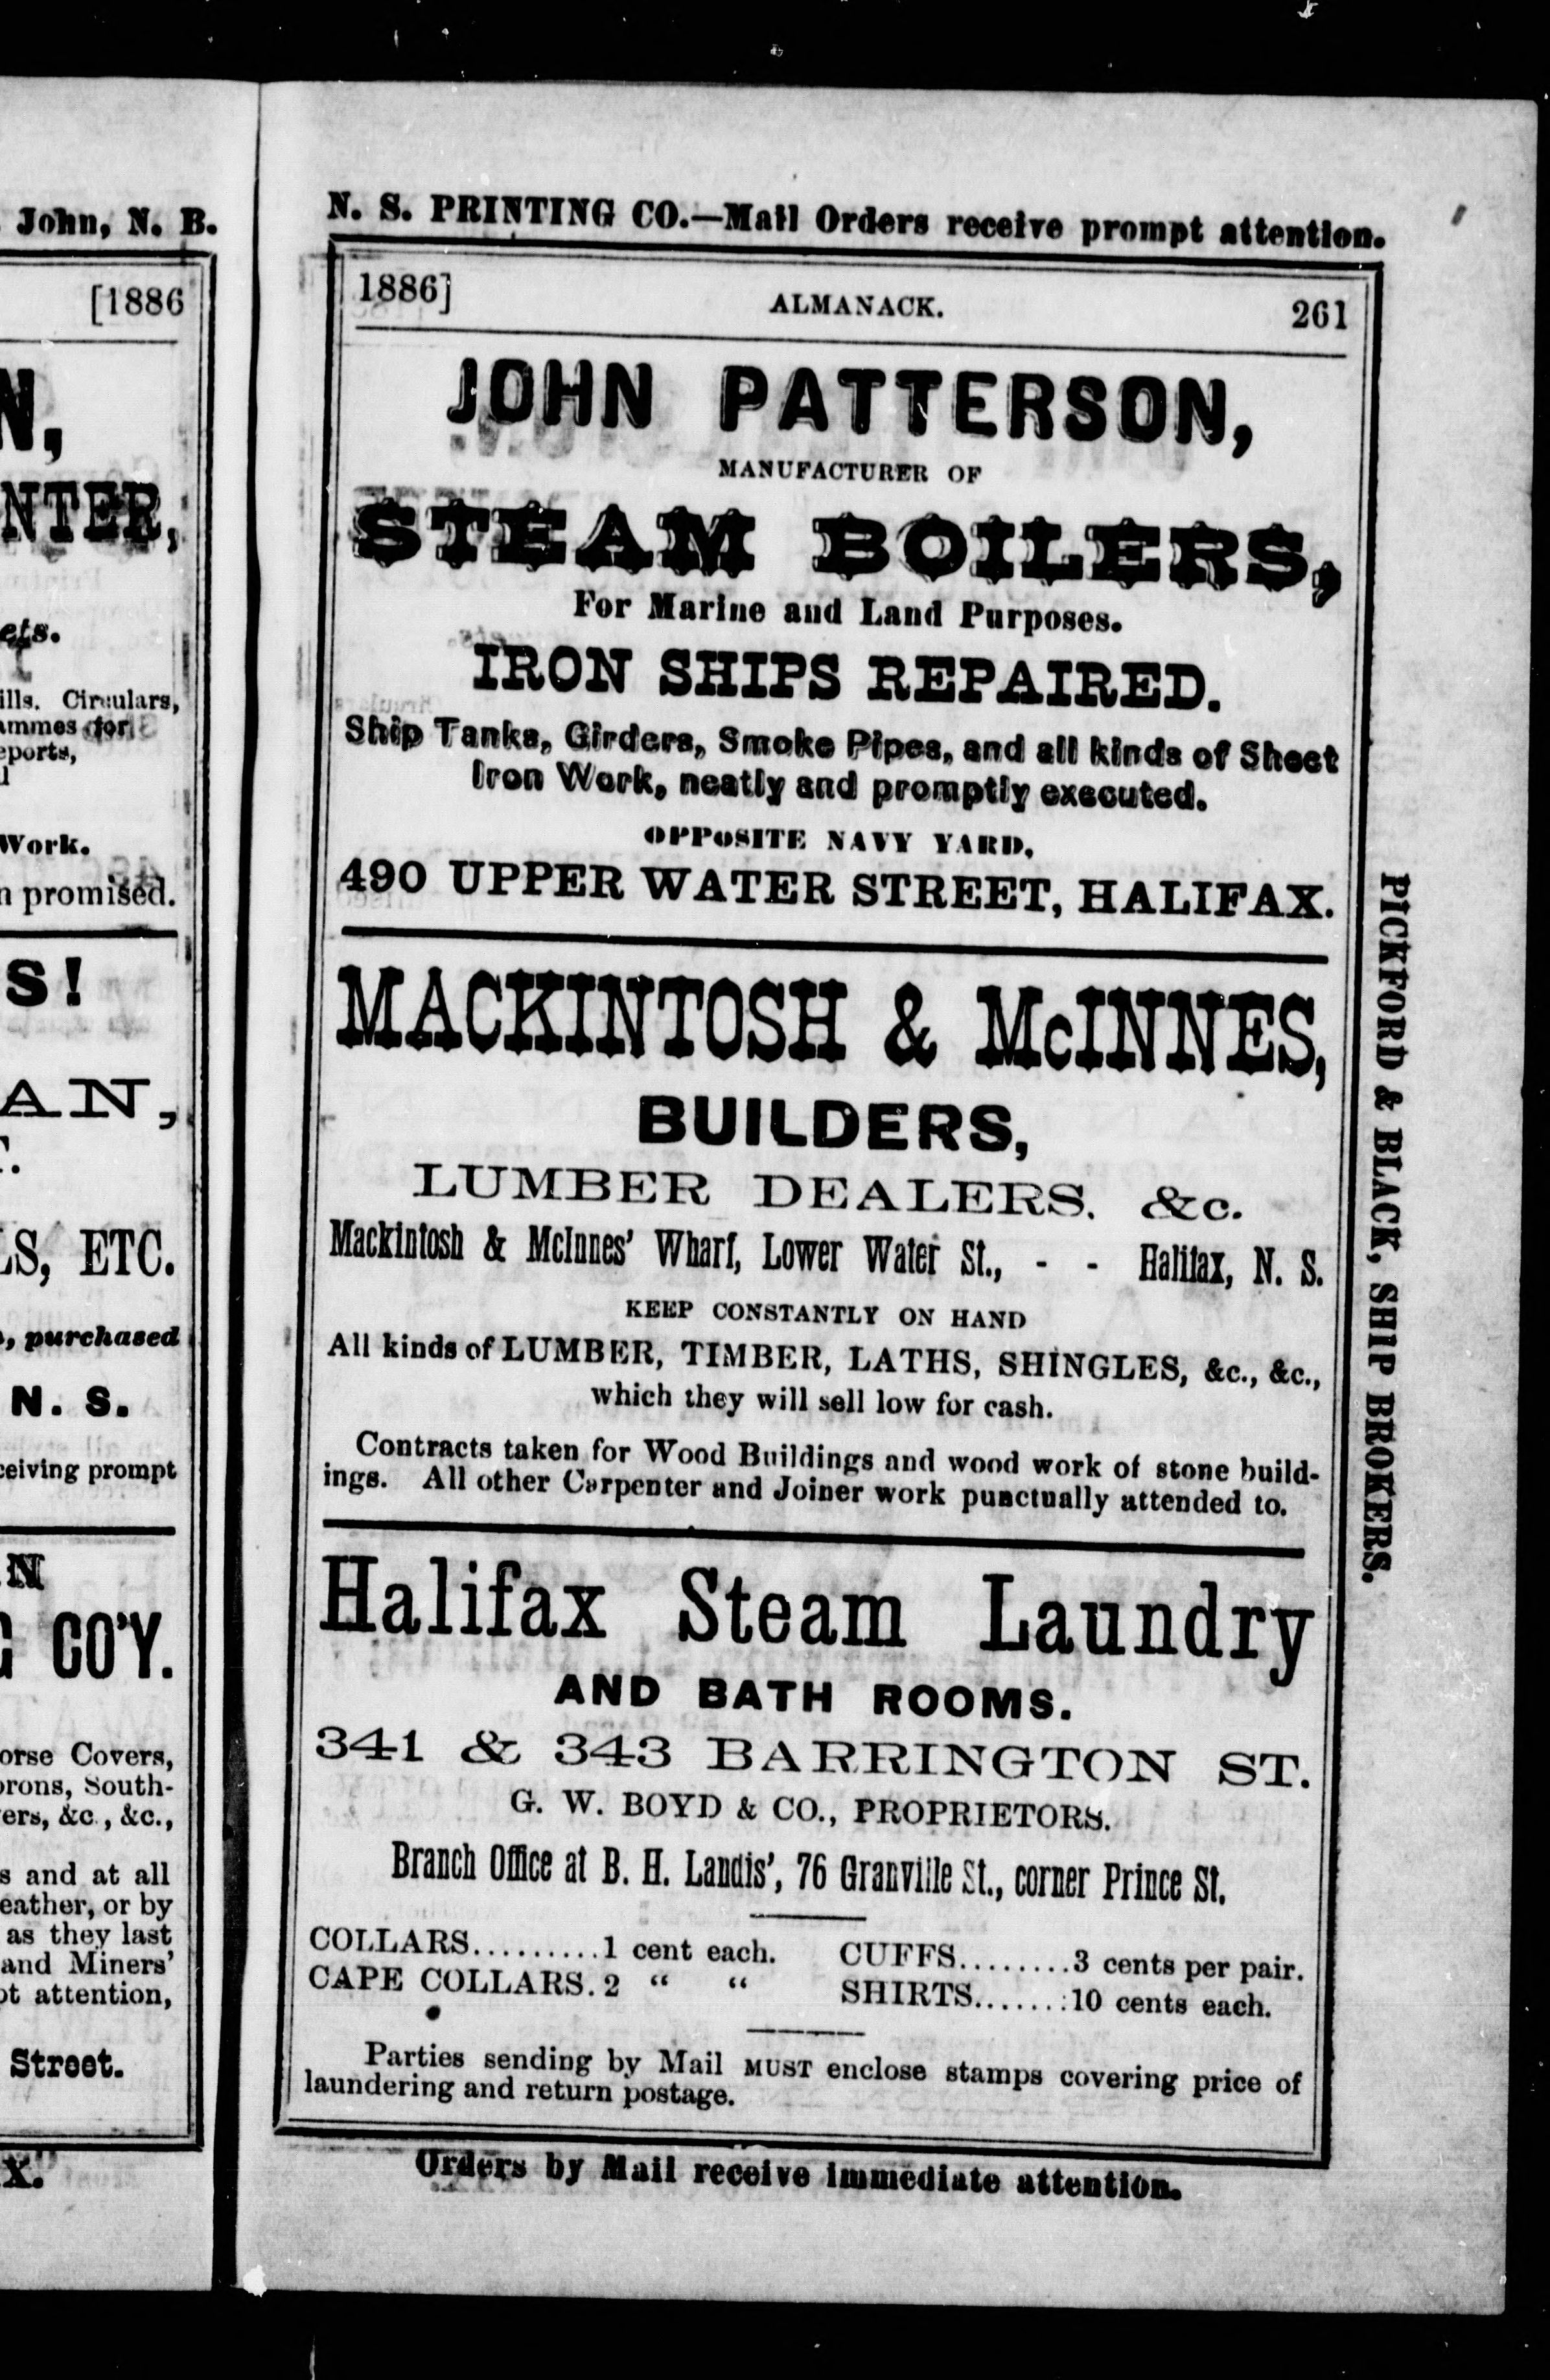 John, N. B.
[1886
N,
NTER,
ets.
ills. Circulars,
ammes for
eports,
Work.
n promised.
S!
AN,
LS, ETC.
, purchased
N. S.
ceiving prompt
N
CO'Y.
orse Covers,
prons, South-
ers, &c., &c.,
s and at all
eather, or by
as they last
and Miners'
ot attention,
Street.
X.
N. S. PRINTING CO.—Mail Orders receive prompt attention.
1886] ALMANACK. 261
JOHN PATTERSON,
MANUFACTURER OF
STEAM BOILERS,
For Marine and Land Purposes.
IRON SHIPS REPAIRED.
Ship Tanks, Girders, Smoke Pipes, and all kinds of Sheet
Iron Work, neatly and promptly executed.
OPPOSITE NAVY YARD,
490 UPPER WATER STREET, HALIFAX.
MACKINTOSH & McINNES,
BUILDERS,
LUMBER DEALERS. &c.
Mackintosh & McInnes' Wharf, Lower Water St., - - Halifax, N. S.
KEEP CONSTANTLY ON HAND
All kinds of LUMBER, TIMBER, LATHS, SHINGLES, &c., &c.,
which they will sell low for cash.
Contracts taken for Wood Buildings and wood work of stone build-
ings. All other Carpenter and Joiner work punctually attended to.
Halifax Steam Laundry
AND BATH ROOMS.
341 & 343 BARRINGTON ST.
G. W. BOYD & CO., PROPRIETORS.
Branch Office at B. H. Landis', 76 Granville St., corner Prince St.
COLLARS..........1 cent each. CUFFS........3 cents per pair.
CAPE COLLARS. 2 “ “ SHIRTS.......:10 cents each.
Parties sending by Mail MUST enclose stamps covering price of
laundering and return postage.
Orders by Mail receive immediate attention.
PICKFORD & BLACK, SHIP BROKERS.